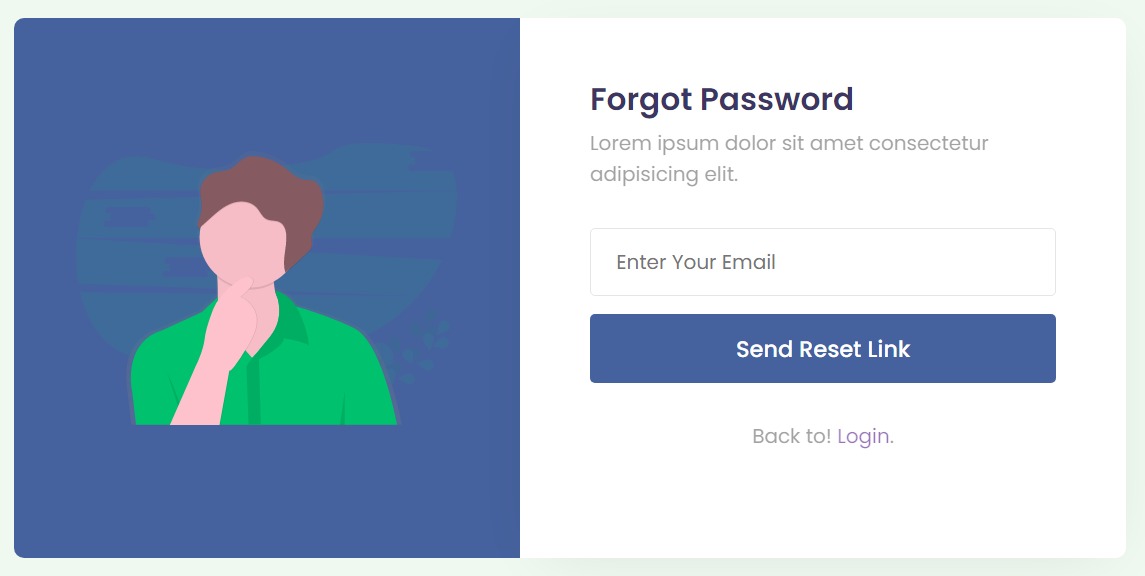 Forgot Password
Lorem ipsum dolor sit amet consectetur
adipisicing elit.
Enter Your Email
Send Reset Link
Back to! Login.